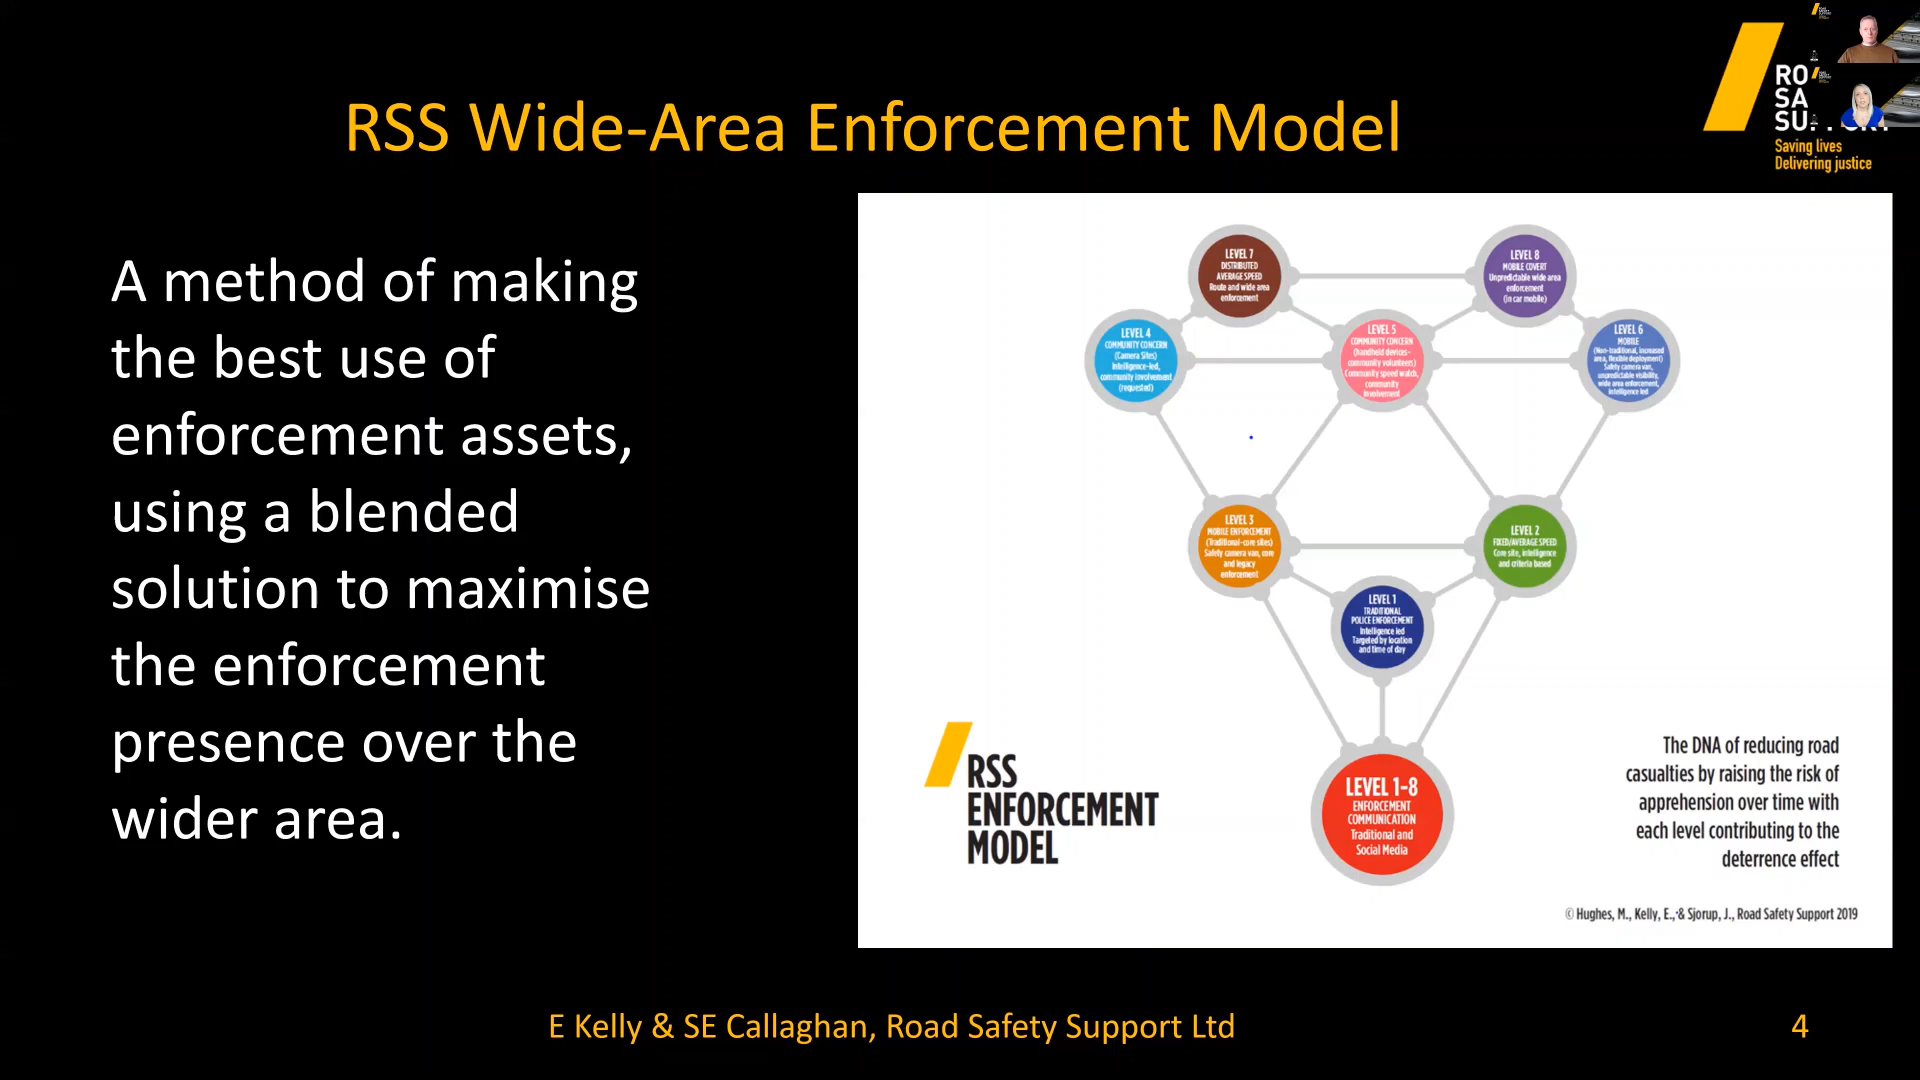 RSS Wide-Area Enforcement Model
RO
SA
SUPPORT
Saving lives
Delivering justice
A method of making
the best use of
enforcement assets,
using a blended
solution to maximise
the enforcement
presence over the
wider area.
LEVEL 7
DISTRIBUTED
AVERAGE SPEED
Route and wide area
enforcement
LEVEL 8
MOBILE COVERT
Unpredictable wide area
enforcement
(in car mobile)
LEVEL 4
COMMUNITY CONCERN
(Camera Sites)
Intelligence-led,
community involvement
(requested)
LEVEL 5
COMMUNITY CONCERN
(handheld devices-
community volunteers)
Community speed watch,
community
involvement
LEVEL 6
MOBILE
(Non-traditional, increased
area, flexible deployment)
Safety camera van,
unpredictable visibility,
wide area enforcement,
intelligence led
LEVEL 3
MOBILE ENFORCEMENT
(Traditional-core sites)
Safety camera van, core
and legacy
enforcement
LEVEL 2
FIXED/AVERAGE SPEED
Core site, intelligence
and criteria based
LEVEL 1
TRADITIONAL
POLICE ENFORCEMENT
Intelligence led
Targeted by location
and time of day
LEVEL 1-8
ENFORCEMENT
COMMUNICATION
Traditional and
Social Media
RSS
ENFORCEMENT
MODEL
The DNA of reducing road
casualties by raising the risk of
apprehension over time with
each level contributing to the
deterrence effect
© Hughes, M., Kelly, E., & Sjorup, J., Road Safety Support 2019
E Kelly & SE Callaghan, Road Safety Support Ltd
4